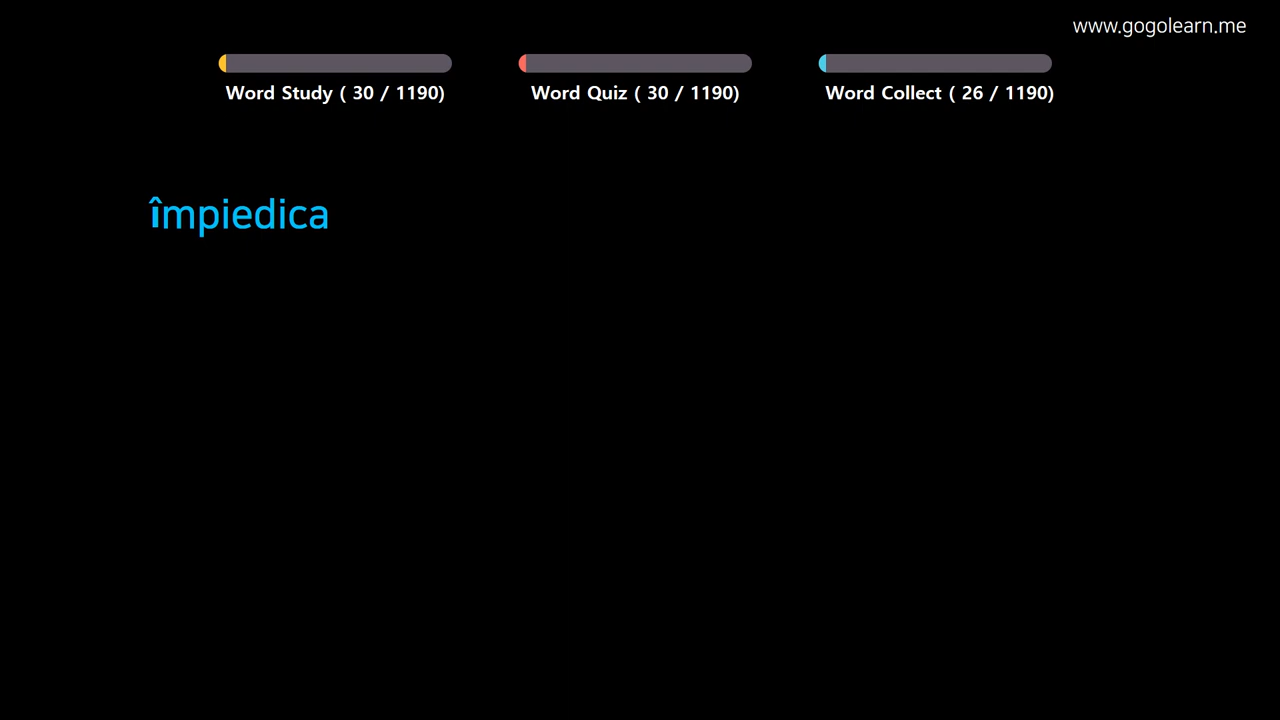 www.gogolearn.me
Word Study ( 30 / 1190)
Word Quiz ( 30 / 1190)
Word Collect ( 26 / 1190)
împiedica